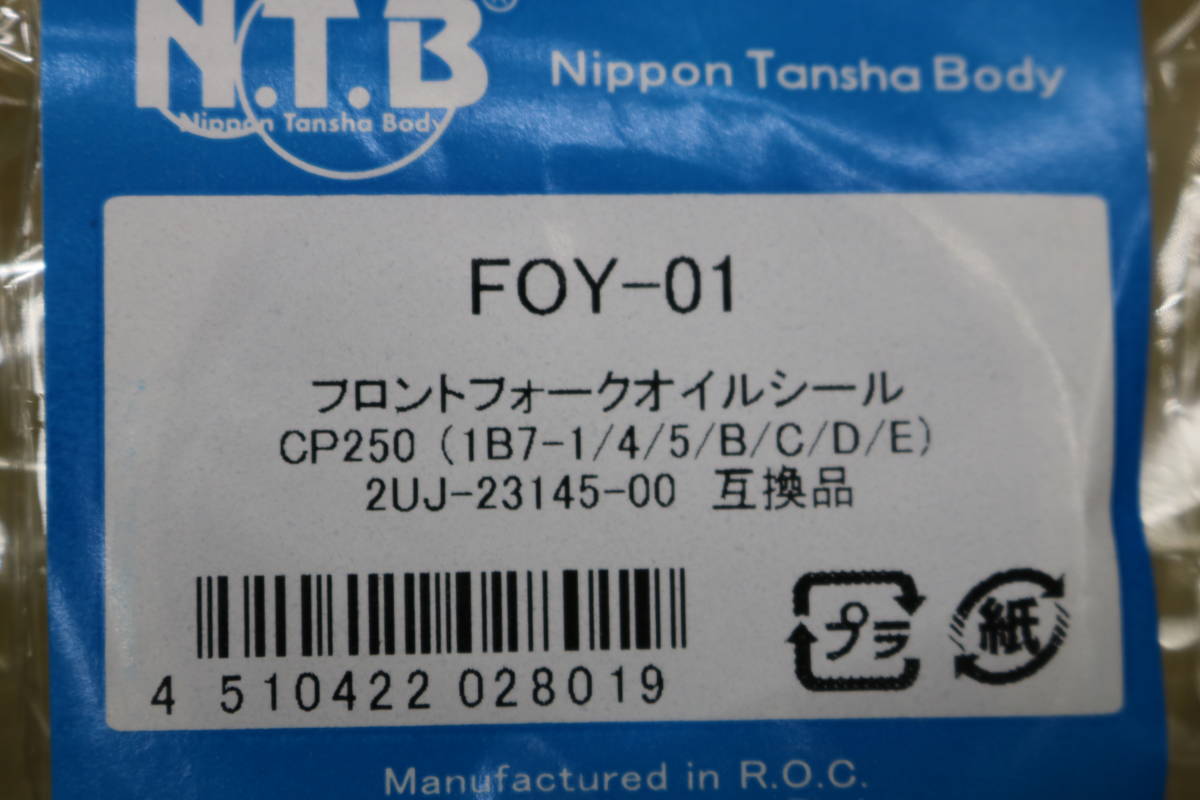 N.T.B®
Nippon Tansha Body
Nippon Tansha Body
FOY-01
フロントフォークオイルシール
CP250 (1B7-1/4/5/B/C/D/E)
2UJ-23145-00 互換品
4 510422 028019
プラ
紙
Manufactured in R.O.C.